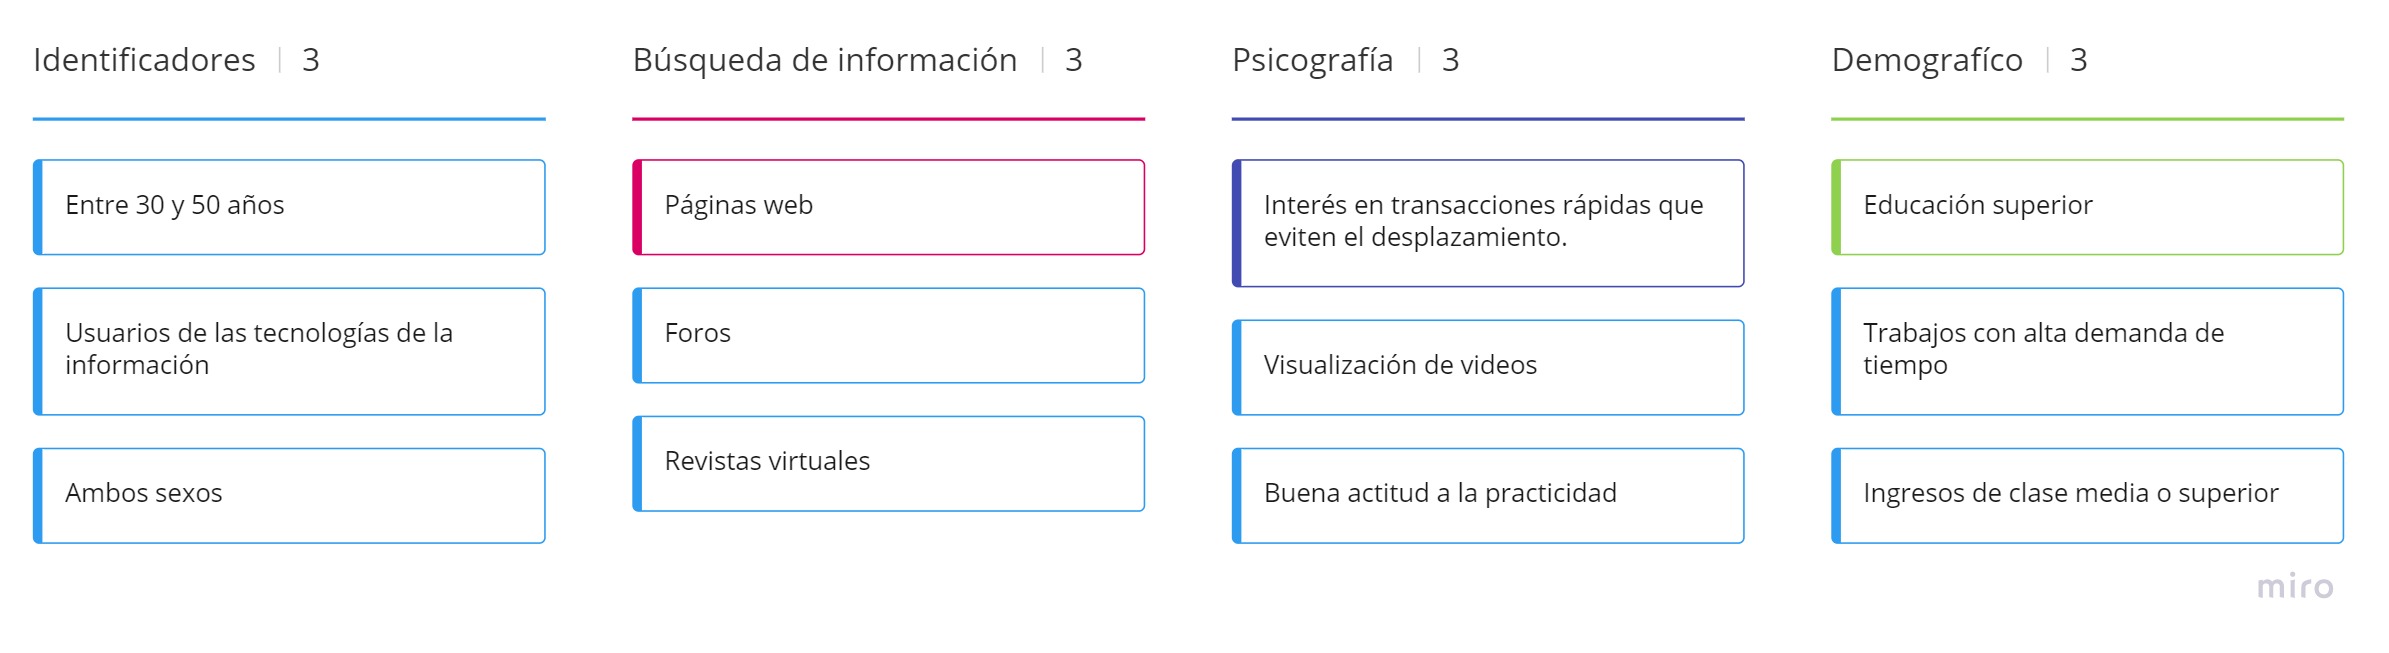 Identificadores | 3
Entre 30 y 50 años
Usuarios de las tecnologías de la
información
Ambos sexos
Búsqueda de información | 3
Páginas web
Foros
Revistas virtuales
Psicografía | 3
Interés en transacciones rápidas que
eviten el desplazamiento.
Visualización de videos
Buena actitud a la practicidad
Demografíco | 3
Educación superior
Trabajos con alta demanda de
tiempo
Ingresos de clase media o superior
miro